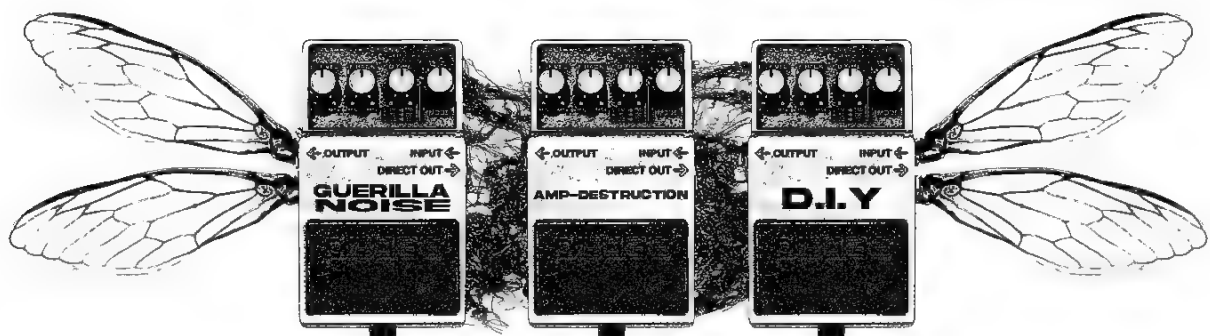 OUTPUT INPUT
DIRECT OUT
GUERILLA
NOISE
OUTPUT INPUT
DIRECT OUT
AMP-DESTRUCTION
OUTPUT INPUT
DIRECT OUT
D.I.Y